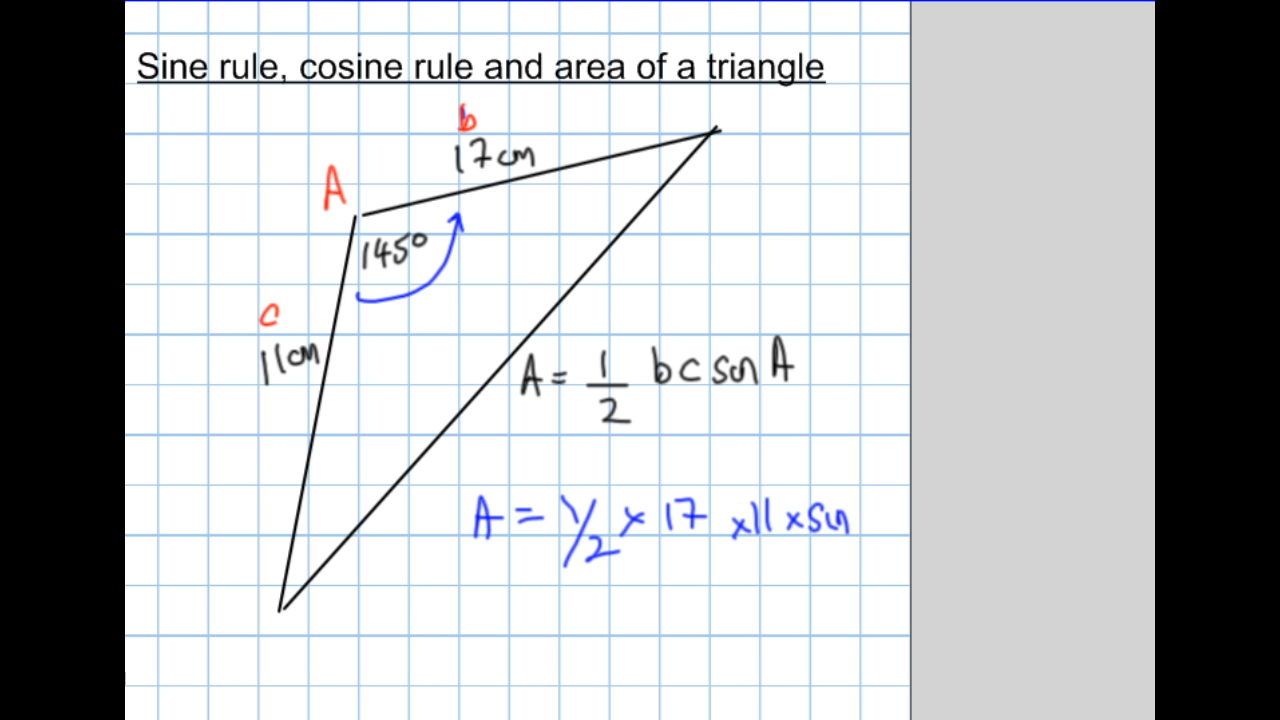 Sine rule, cosine rule and area of a triangle
b
17cm
A
145°
c
11cm
A = 1/2 bc sin A
A = 1/2 × 17 × 11 × sin